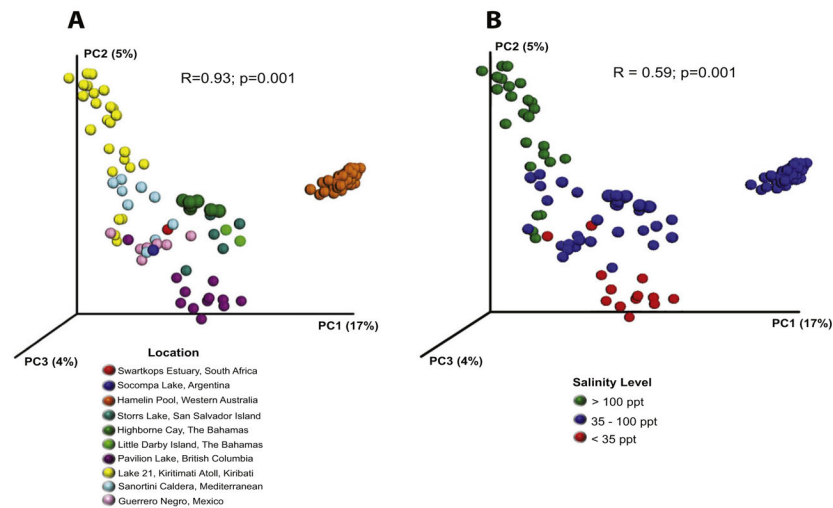 A
PC2 (5%)
R=0.93; p=0.001
PC1 (17%)
PC3 (4%)
Location
Swartkops Estuary, South Africa
Socompa Lake, Argentina
Hamelin Pool, Western Australia
Storrs Lake, San Salvador Island
Highborne Cay, The Bahamas
Little Darby Island, The Bahamas
Pavilion Lake, British Columbia
Lake 21, Kiritimati Atoll, Kiribati
Sanortini Caldera, Mediterranean
Guerrero Negro, Mexico
B
PC2 (5%)
R = 0.59; p=0.001
PC1 (17%)
PC3 (4%)
Salinity Level
> 100 ppt
35 - 100 ppt
< 35 ppt